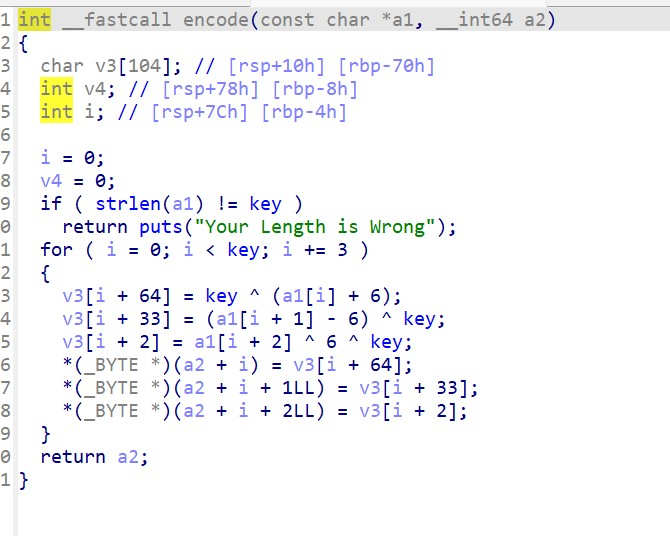 1 int __fastcall encode(const char *a1, __int64 a2)
2 {
3   char v3[104]; // [rsp+10h] [rbp-70h]
4   int v4; // [rsp+78h] [rbp-8h]
5   int i; // [rsp+7Ch] [rbp-4h]
6
7   i = 0;
8   v4 = 0;
9   if ( strlen(a1) != key )
0     return puts("Your Length is Wrong");
1   for ( i = 0; i < key; i += 3 )
2   {
3     v3[i + 64] = key ^ (a1[i] + 6);
4     v3[i + 33] = (a1[i + 1] - 6) ^ key;
5     v3[i + 2] = a1[i + 2] ^ 6 ^ key;
6     *(_BYTE *)(a2 + i) = v3[i + 64];
7     *(_BYTE *)(a2 + i + 1LL) = v3[i + 33];
8     *(_BYTE *)(a2 + i + 2LL) = v3[i + 2];
9   }
0   return a2;
1 }